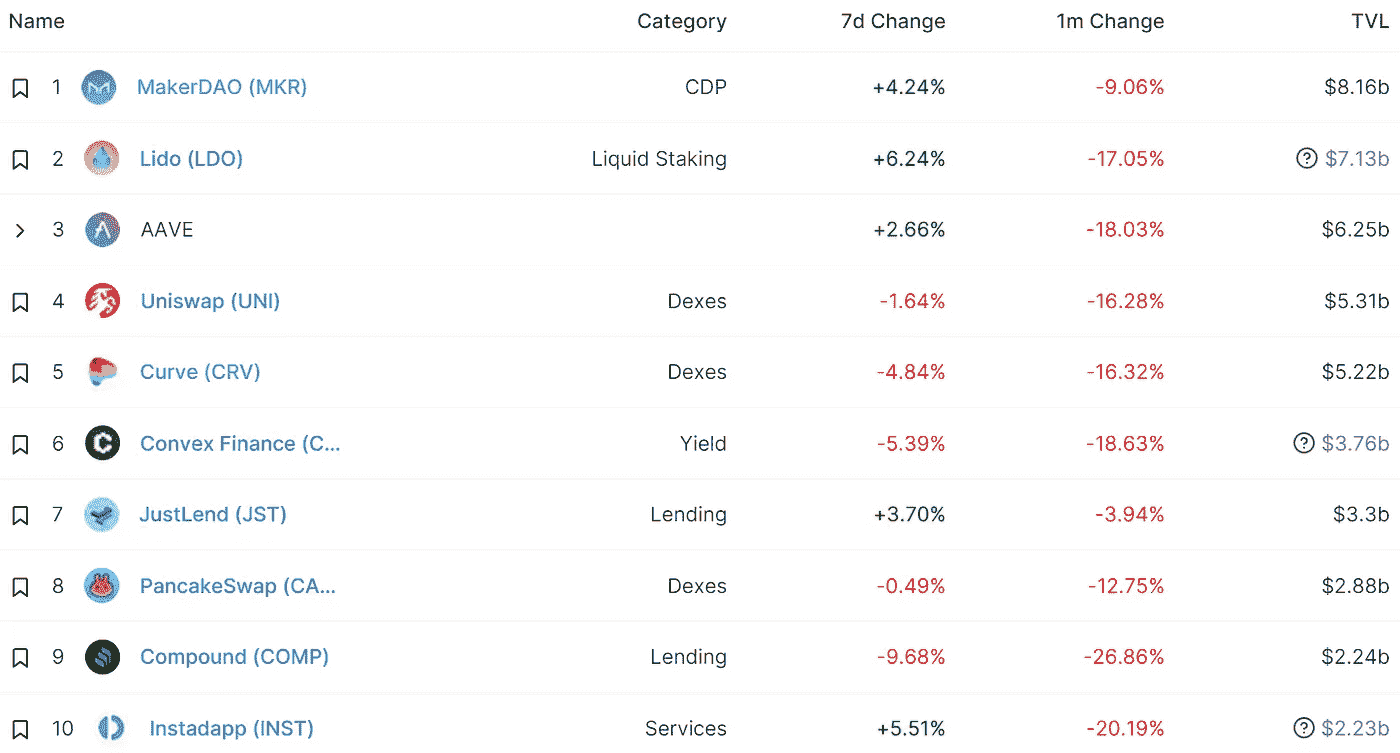 Name Category 7d Change 1m Change TVL
1 MakerDAO (MKR) CDP +4.24% -9.06% $8.16b
2 Lido (LDO) Liquid Staking +6.24% -17.05% ? $7.13b
3 AAVE +2.66% -18.03% $6.25b
4 Uniswap (UNI) Dexes -1.64% -16.28% $5.31b
5 Curve (CRV) Dexes -4.84% -16.32% $5.22b
6 Convex Finance (C... Yield -5.39% -18.63% ? $3.76b
7 JustLend (JST) Lending +3.70% -3.94% $3.3b
8 PancakeSwap (CA... Dexes -0.49% -12.75% $2.88b
9 Compound (COMP) Lending -9.68% -26.86% $2.24b
10 Instadapp (INST) Services +5.51% -20.19% ? $2.23b